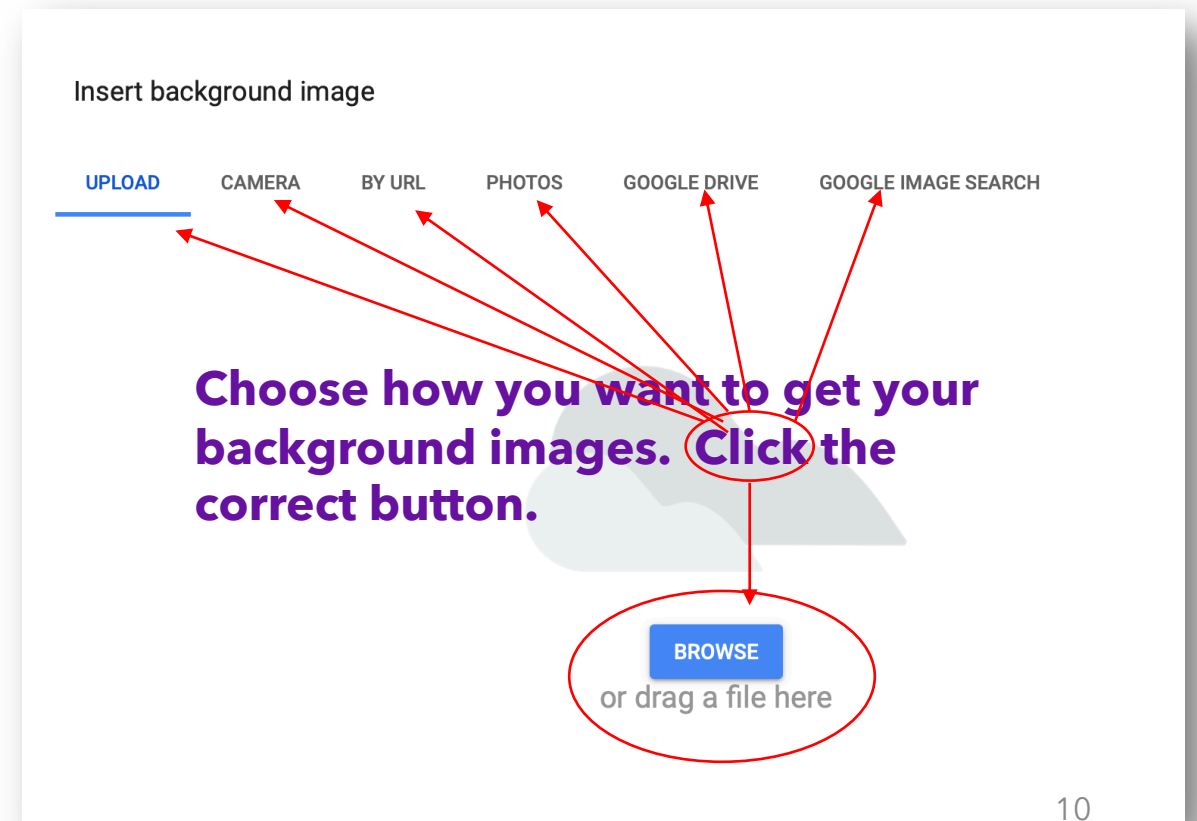 Insert background image
UPLOAD CAMERA BY URL PHOTOS GOOGLE DRIVE GOOGLE IMAGE SEARCH
Choose how you want to get your
background images. Click the
correct button.
BROWSE
or drag a file here
10